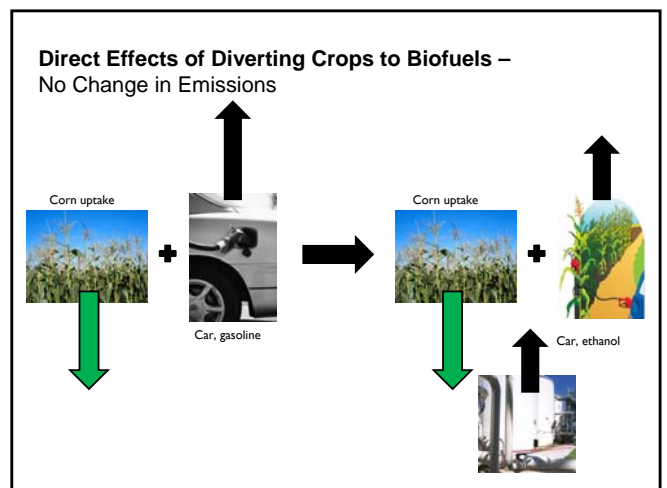 Direct Effects of Diverting Crops to Biofuels –
No Change in Emissions
Corn uptake
Corn uptake
Car, gasoline
Car, ethanol